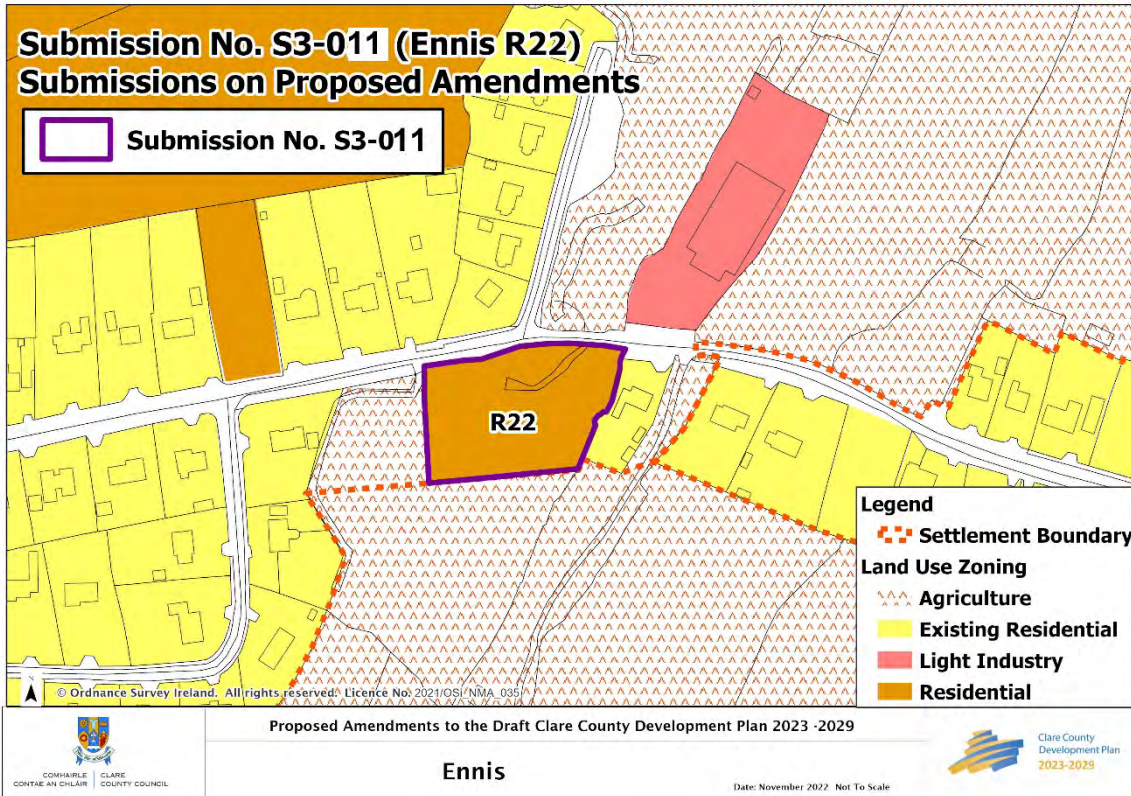 Submission No. S3-011 (Ennis R22)
Submissions on Proposed Amendments
Submission No. S3-011
R22
Legend
Settlement Boundary
Land Use Zoning
Agriculture
Existing Residential
Light Industry
Residential
N
© Ordnance Survey Ireland. All rights reserved. Licence No. 2021/OSi_NMA_035
COMHAIRLE
CONTAE AN CHLÁIR
CLARE
COUNTY COUNCIL
Proposed Amendments to the Draft Clare County Development Plan 2023 -2029
Ennis
Date: November 2022 Not To Scale
Clare County
Development Plan
2023-2029